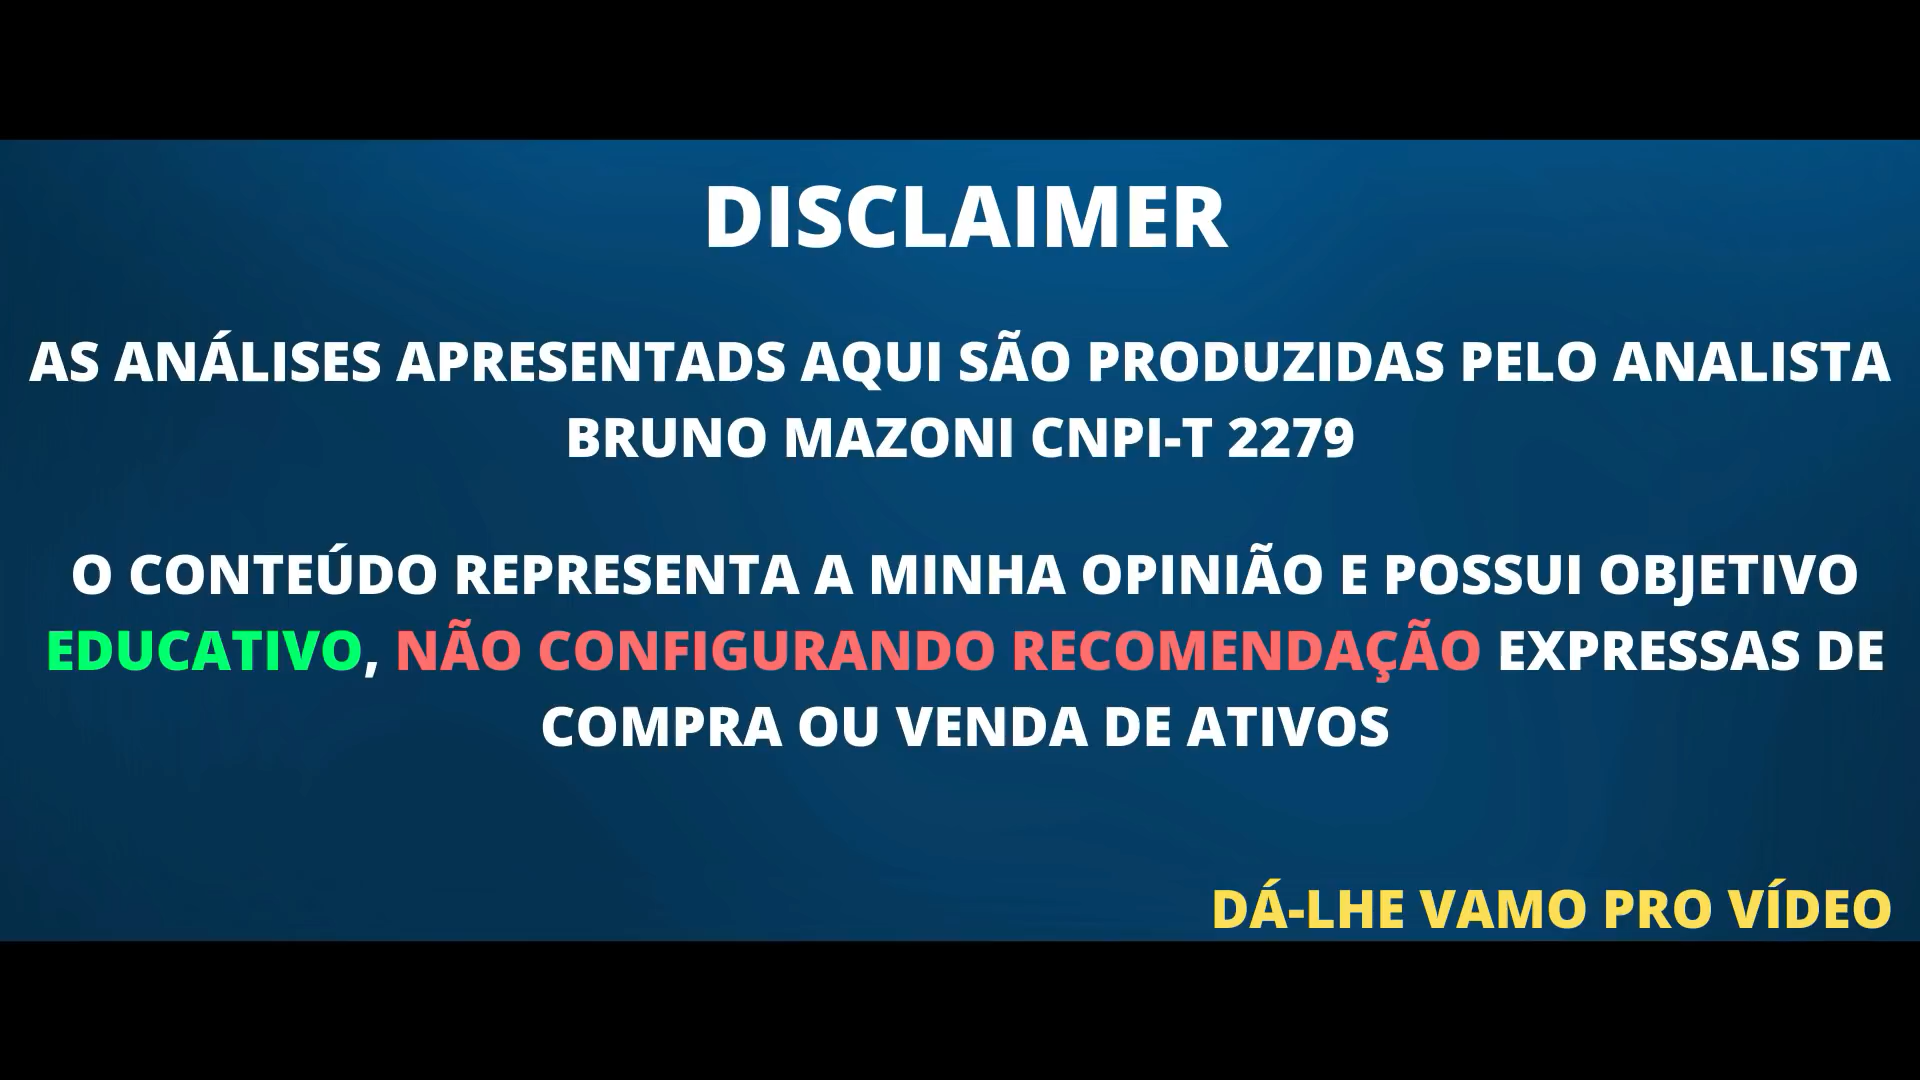 DISCLAIMER
AS ANÁLISES APRESENTADS AQUI SÃO PRODUZIDAS PELO ANALISTA
BRUNO MAZONI CNPI-T 2279
O CONTEÚDO REPRESENTA A MINHA OPINIÃO E POSSUI OBJETIVO
EDUCATIVO, NÃO CONFIGURANDO RECOMENDAÇÃO EXPRESSAS DE
COMPRA OU VENDA DE ATIVOS
DÁ-LHE VAMO PRO VÍDEO